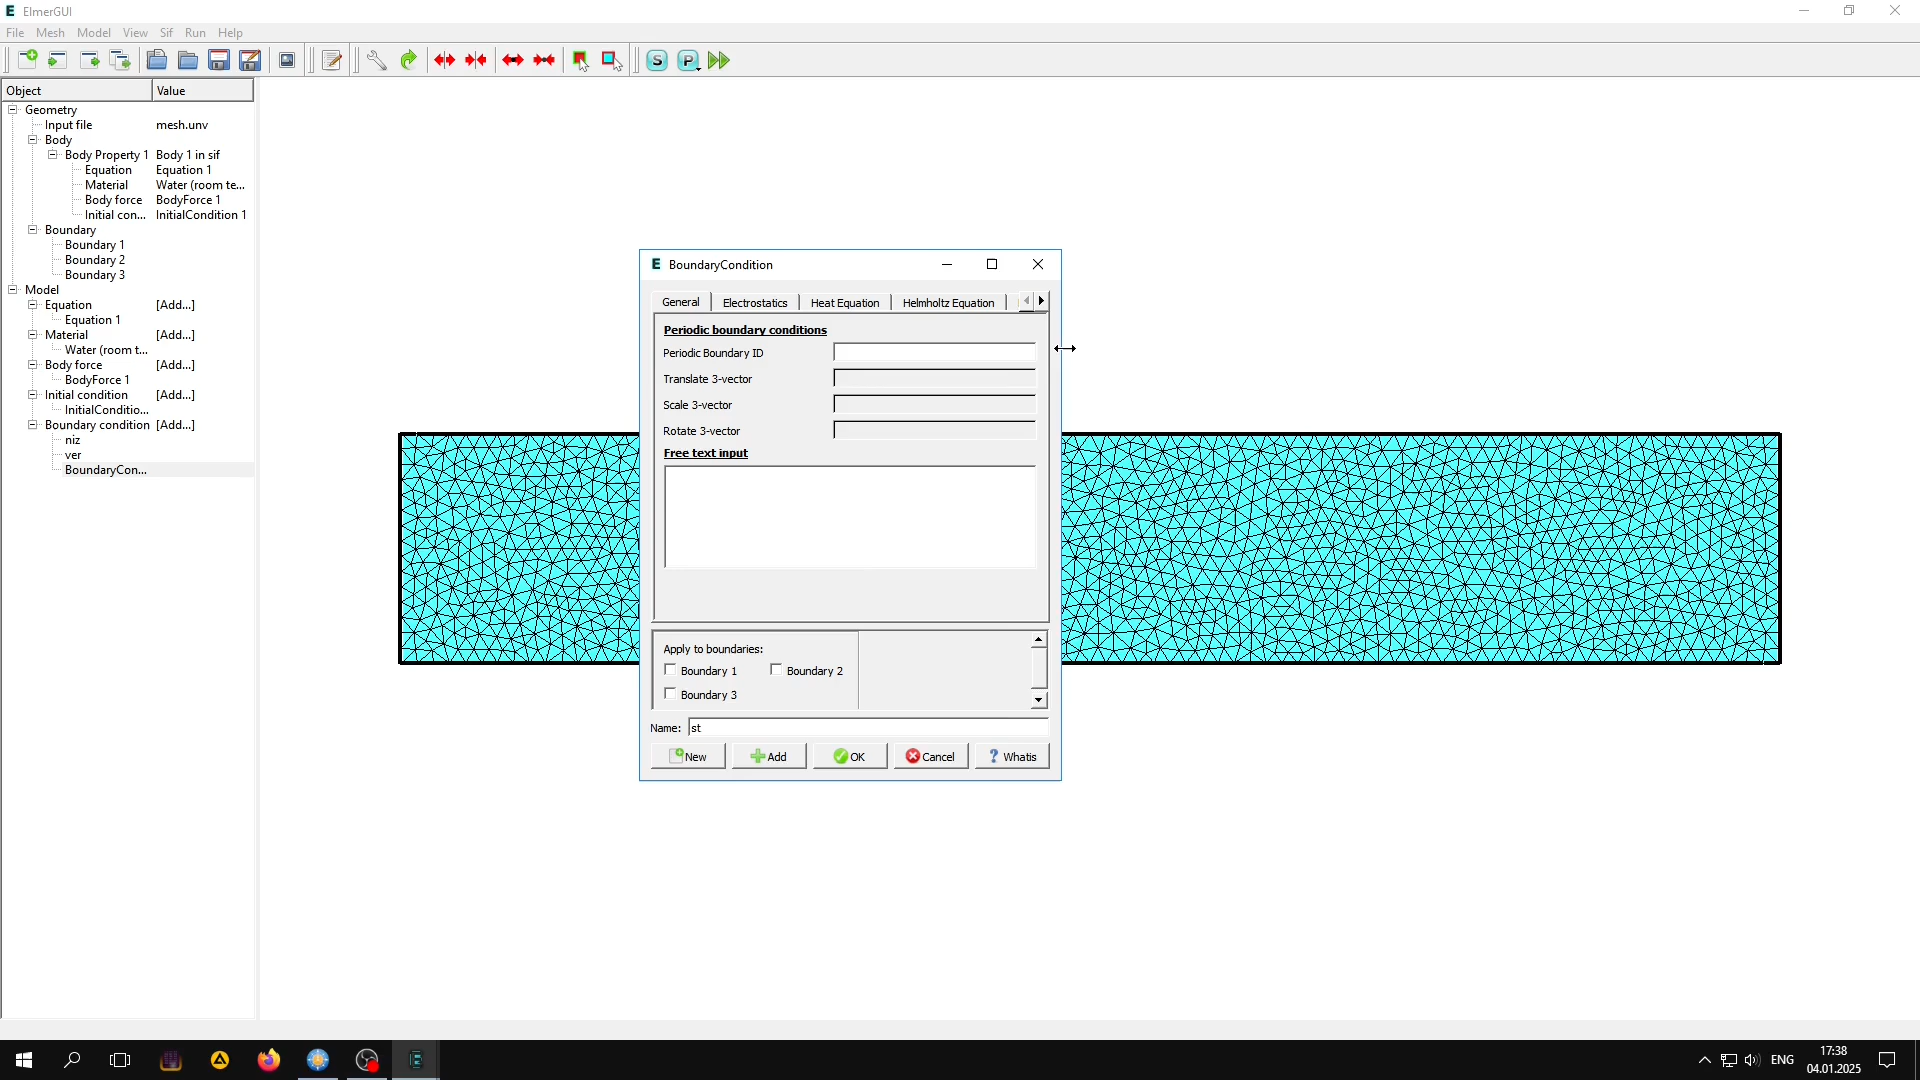 ElmerGUI
File Mesh Model View Sif Run Help
Object Value
Geometry
Input file mesh.unv
Body
Body Property 1 Body 1 in sif
Equation Equation 1
Material Water (room te...
Body force BodyForce 1
Initial con... InitialCondition 1
Boundary
Boundary 1
Boundary 2
Boundary 3
Model
Equation [Add...]
Equation 1
Material [Add...]
Water (room t...
Body force [Add...]
BodyForce 1
Initial condition [Add...]
InitialConditio...
Boundary condition [Add...]
niz
ver
BoundaryCon...
BoundaryCondition
General Electrostatics Heat Equation Helmholtz Equation
Periodic boundary conditions
Periodic Boundary ID
Translate 3-vector
Scale 3-vector
Rotate 3-vector
Free text input
Apply to boundaries:
Boundary 1 Boundary 2
Boundary 3
Name: st
New Add OK Cancel Whatis
ENG
17:38
04.01.2025